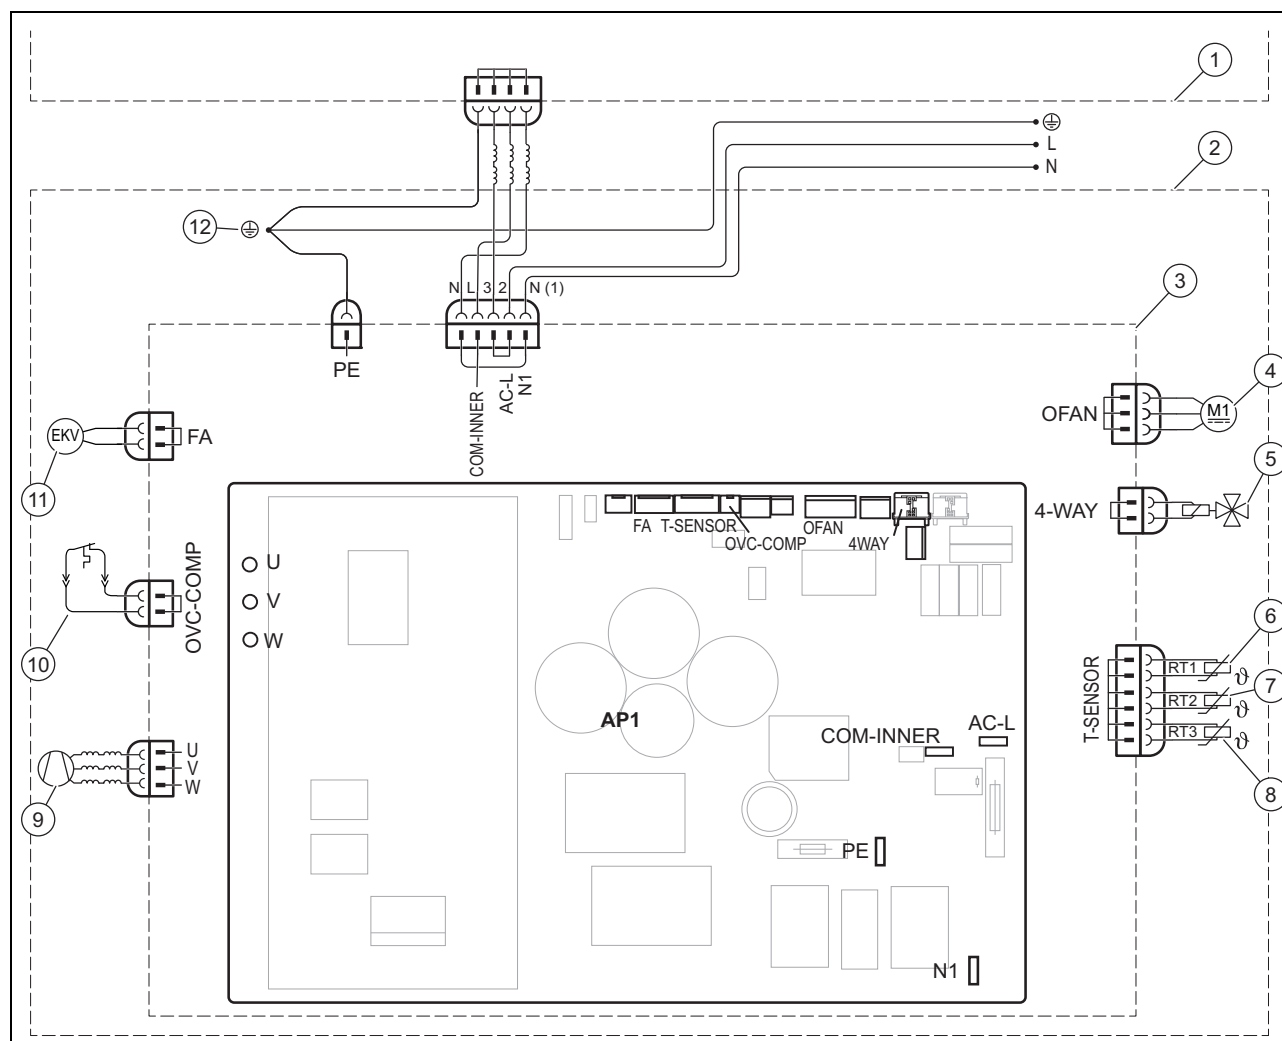 1
⏚
L
N
2
12
⏚
N L 3 2 N (1)
3
PE
COM-INNER
AC-L
N1
4
OFAN
M1
EKV
FA
11
5
4-WAY
FA T-SENSOR
OVC-COMP
OFAN
4WAY
OVC-COMP
10
U
V
W
6
T-SENSOR
RT1
ϑ
7
RT2
ϑ
RT3
ϑ
8
AP1
COM-INNER
AC-L
U
V
W
9
PE
N1